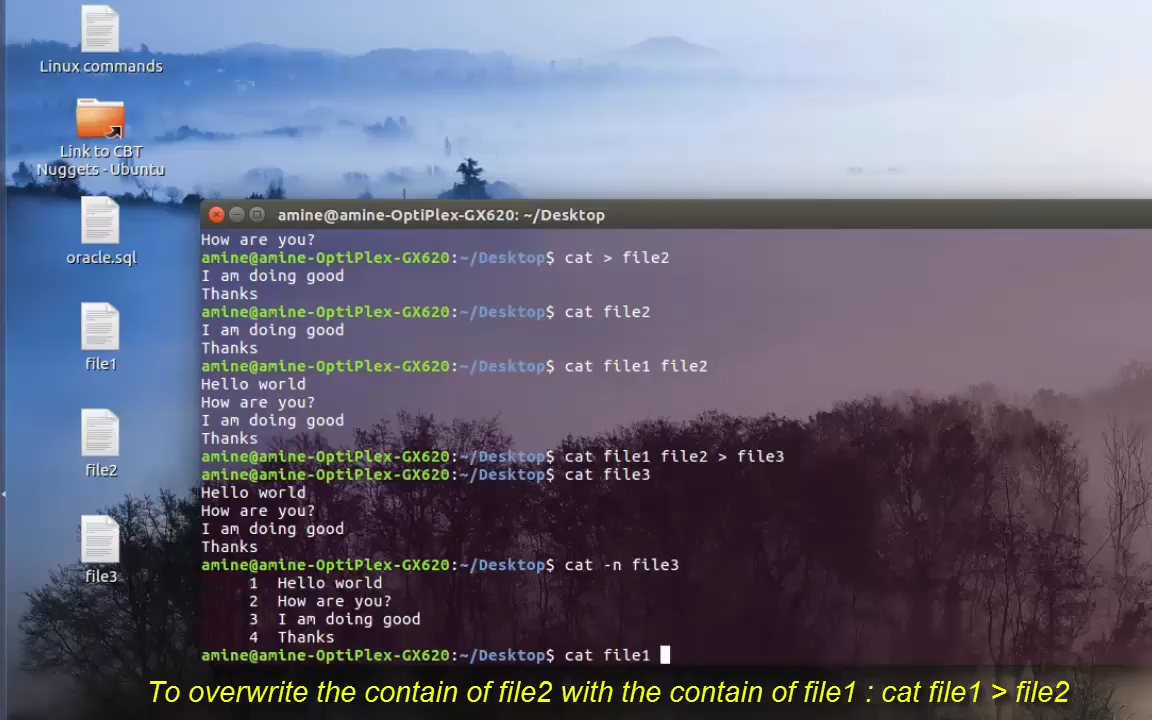 Linux commands
Link to CBT
Nuggets - Ubuntu
oracle.sql
file1
file2
file3
amine@amine-OptiPlex-GX620: ~/Desktop
How are you?
amine@amine-OptiPlex-GX620:~/Desktop$ cat > file2
I am doing good
Thanks
amine@amine-OptiPlex-GX620:~/Desktop$ cat file2
I am doing good
Thanks
amine@amine-OptiPlex-GX620:~/Desktop$ cat file1 file2
Hello world
How are you?
I am doing good
Thanks
amine@amine-OptiPlex-GX620:~/Desktop$ cat file1 file2 > file3
amine@amine-OptiPlex-GX620:~/Desktop$ cat file3
Hello world
How are you?
I am doing good
Thanks
amine@amine-OptiPlex-GX620:~/Desktop$ cat -n file3
1 Hello world
2 How are you?
3 I am doing good
4 Thanks
amine@amine-OptiPlex-GX620:~/Desktop$ cat file1
To overwrite the contain of file2 with the contain of file1 : cat file1 > file2